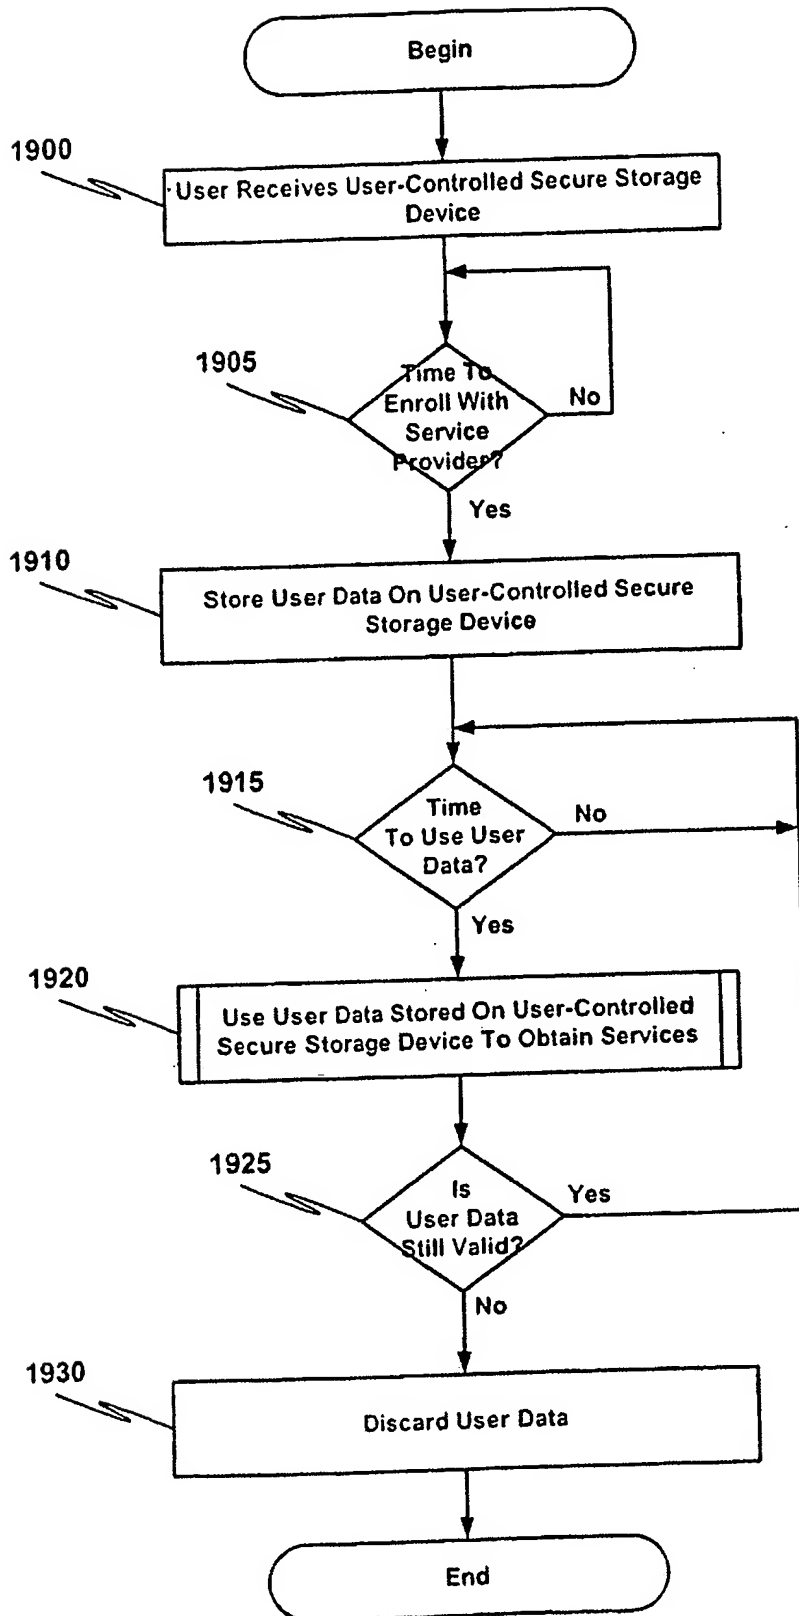 Begin
1900
User Receives User-Controlled Secure Storage
Device
1905
Time To
Enroll With
Service
Provider?
No
Yes
1910
Store User Data On User-Controlled Secure
Storage Device
1915
Time
To Use User
Data?
No
Yes
1920
Use User Data Stored On User-Controlled
Secure Storage Device To Obtain Services
1925
Is
User Data
Still Valid?
Yes
No
1930
Discard User Data
End